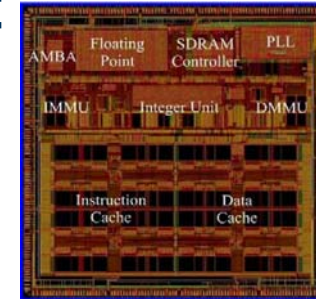 Floating Point
SDRAM Controller
PLL
AMBA
IMMU
Integer Unit
DMMU
Instruction Cache
Data Cache